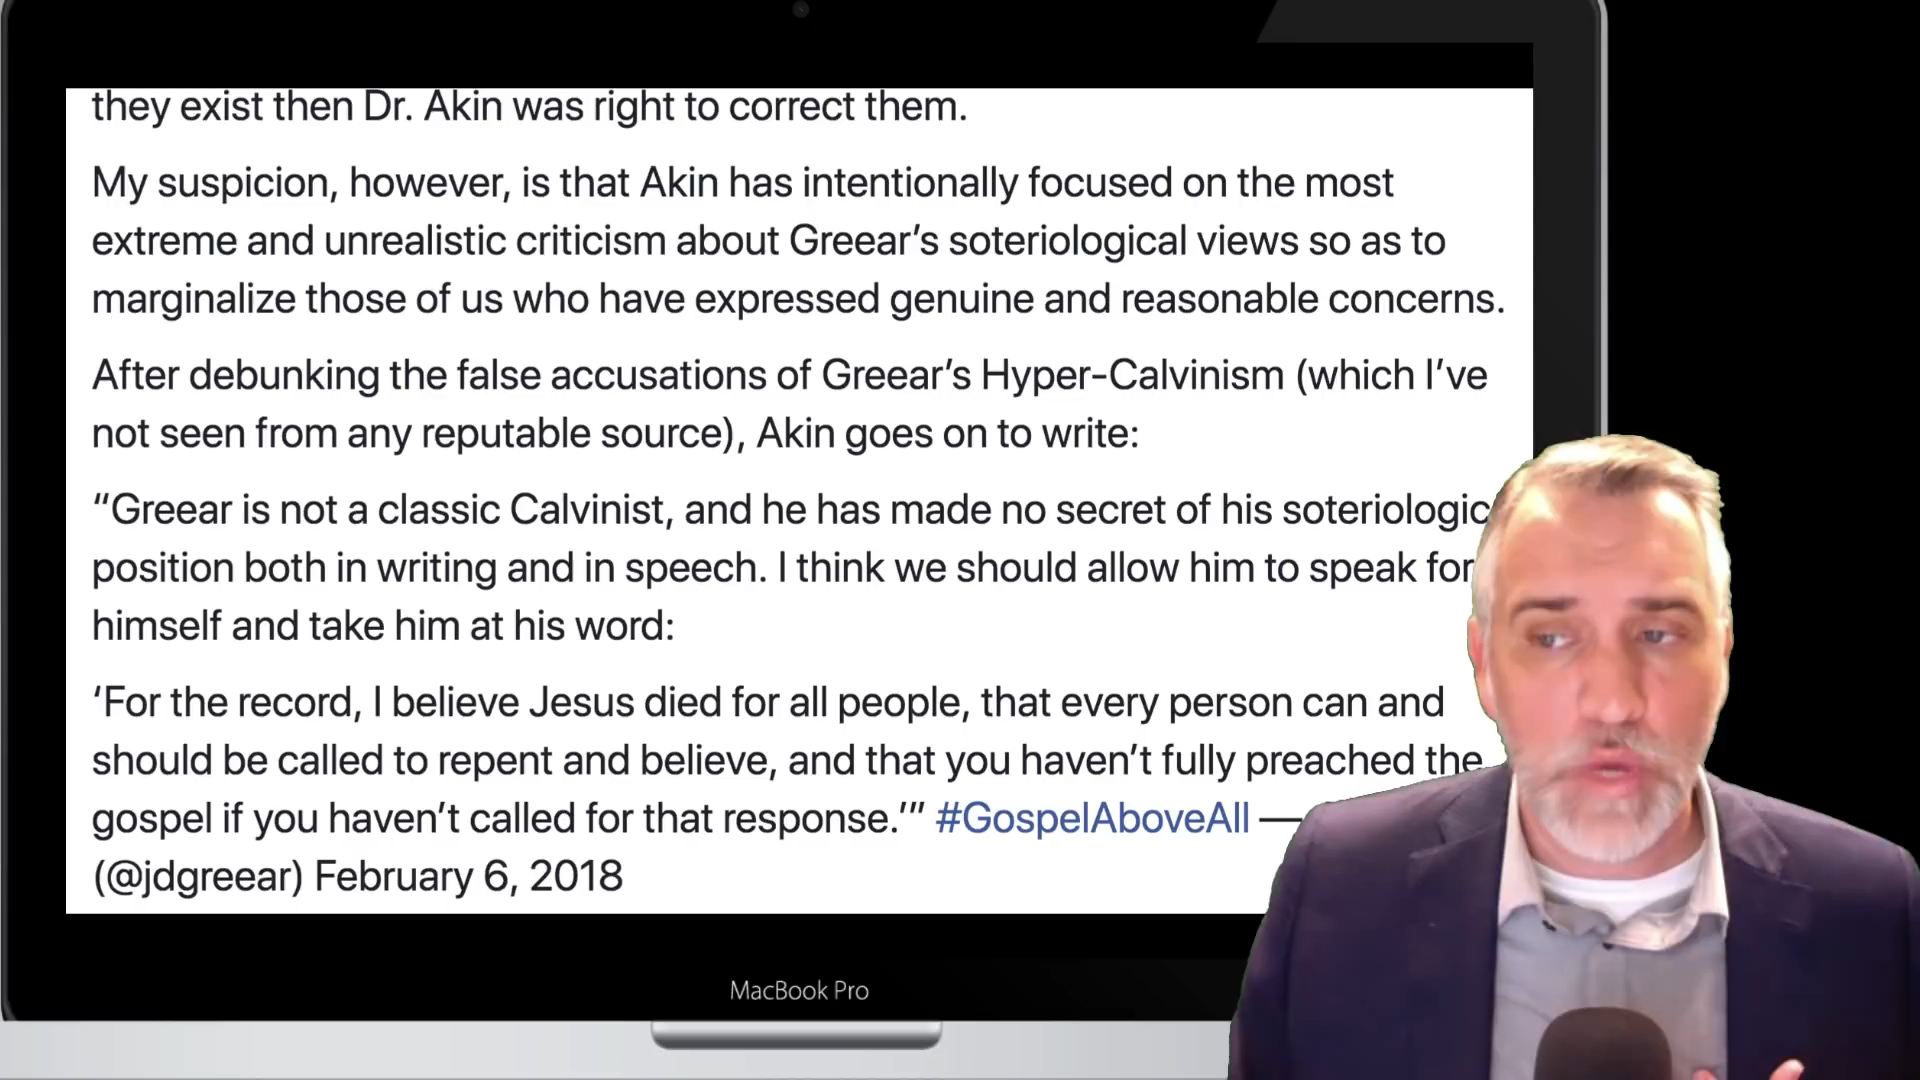 they exist then Dr. Akin was right to correct them.
My suspicion, however, is that Akin has intentionally focused on the most
extreme and unrealistic criticism about Greear’s soteriological views so as to
marginalize those of us who have expressed genuine and reasonable concerns.
After debunking the false accusations of Greear’s Hyper-Calvinism (which I’ve
not seen from any reputable source), Akin goes on to write:
“Greear is not a classic Calvinist, and he has made no secret of his soteriologic
position both in writing and in speech. I think we should allow him to speak for
himself and take him at his word:
‘For the record, I believe Jesus died for all people, that every person can and
should be called to repent and believe, and that you haven’t fully preached the
gospel if you haven’t called for that response.’” #GospelAboveAll —
(@jdgreear) February 6, 2018
MacBook Pro